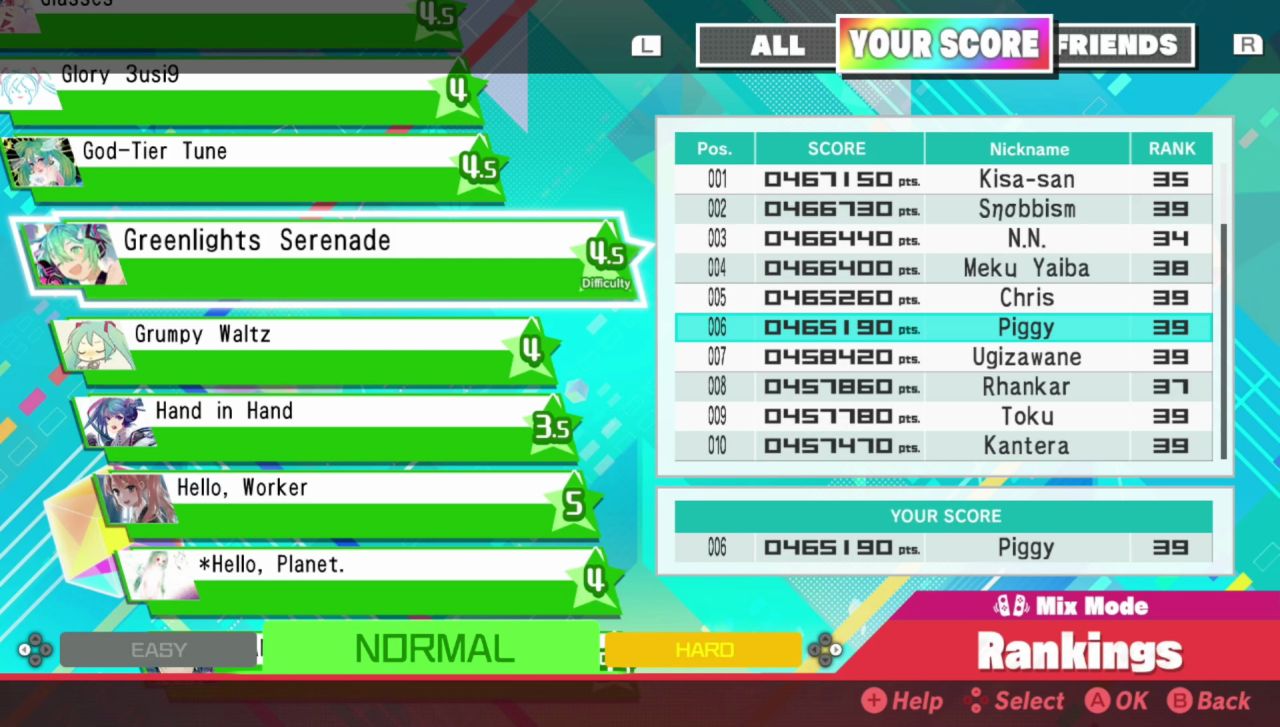 Glasses
4.5
Glory 3usi9
4
God-Tier Tune
4.5
Greenlights Serenade
4.5
Difficulty
Grumpy Waltz
4
Hand in Hand
3.5
Hello, Worker
5
*Hello, Planet.
4
EASY
NORMAL
HARD
L
ALL
YOUR SCORE
FRIENDS
R
Pos. SCORE Nickname RANK
001 0467150 pts. Kisa-san 35
002 0466730 pts. Sησbbism 39
003 0466440 pts. N.N. 34
004 0466400 pts. Meku Yaiba 38
005 0465260 pts. Chris 39
006 0465190 pts. Piggy 39
007 0458420 pts. Ugizawane 39
008 0457860 pts. Rhankar 37
009 0457780 pts. Toku 39
010 0457470 pts. Kantera 39
YOUR SCORE
006 0465190 pts. Piggy 39
Mix Mode
Rankings
+ Help Select A OK B Back